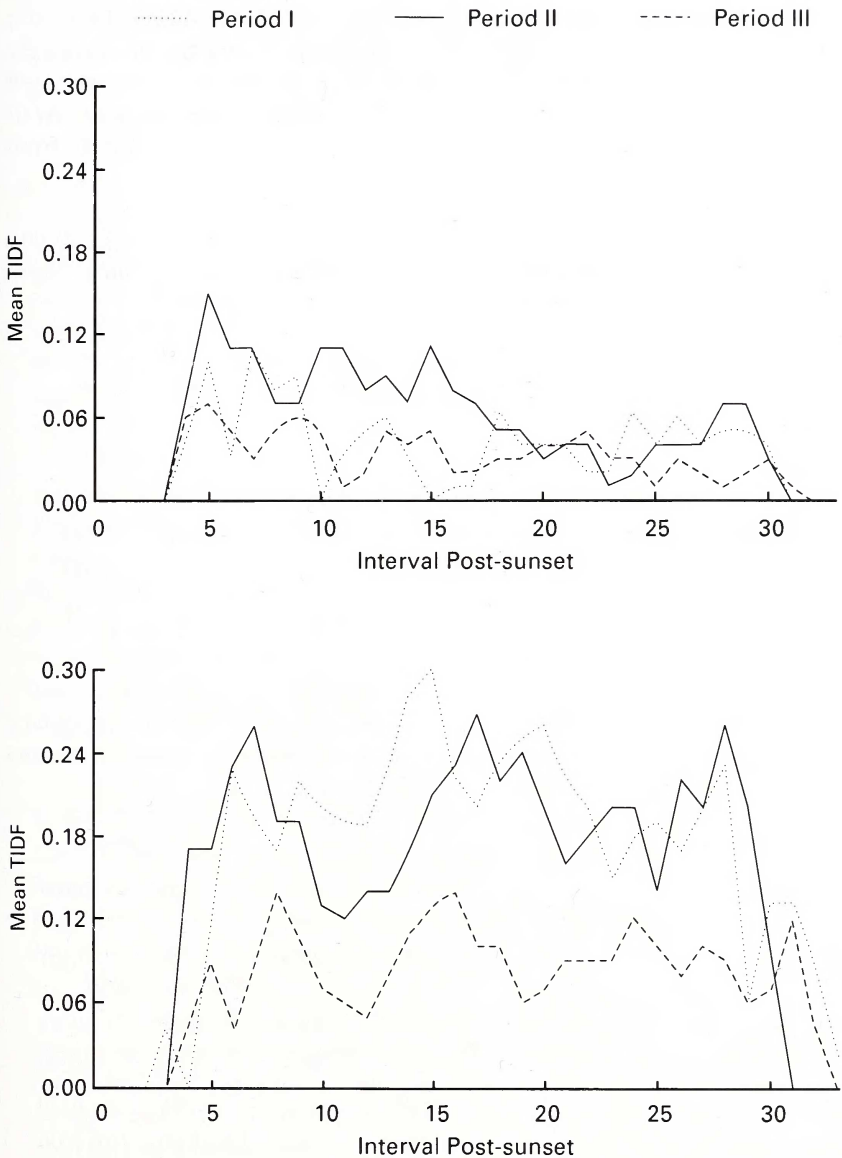 Period I Period II Period III
0.30
0.24
0.18
0.12
0.06
0.00
Mean TIDF
0 5 10 15 20 25 30
Interval Post-sunset
0.30
0.24
0.18
0.12
0.06
0.00
Mean TIDF
0 5 10 15 20 25 30
Interval Post-sunset